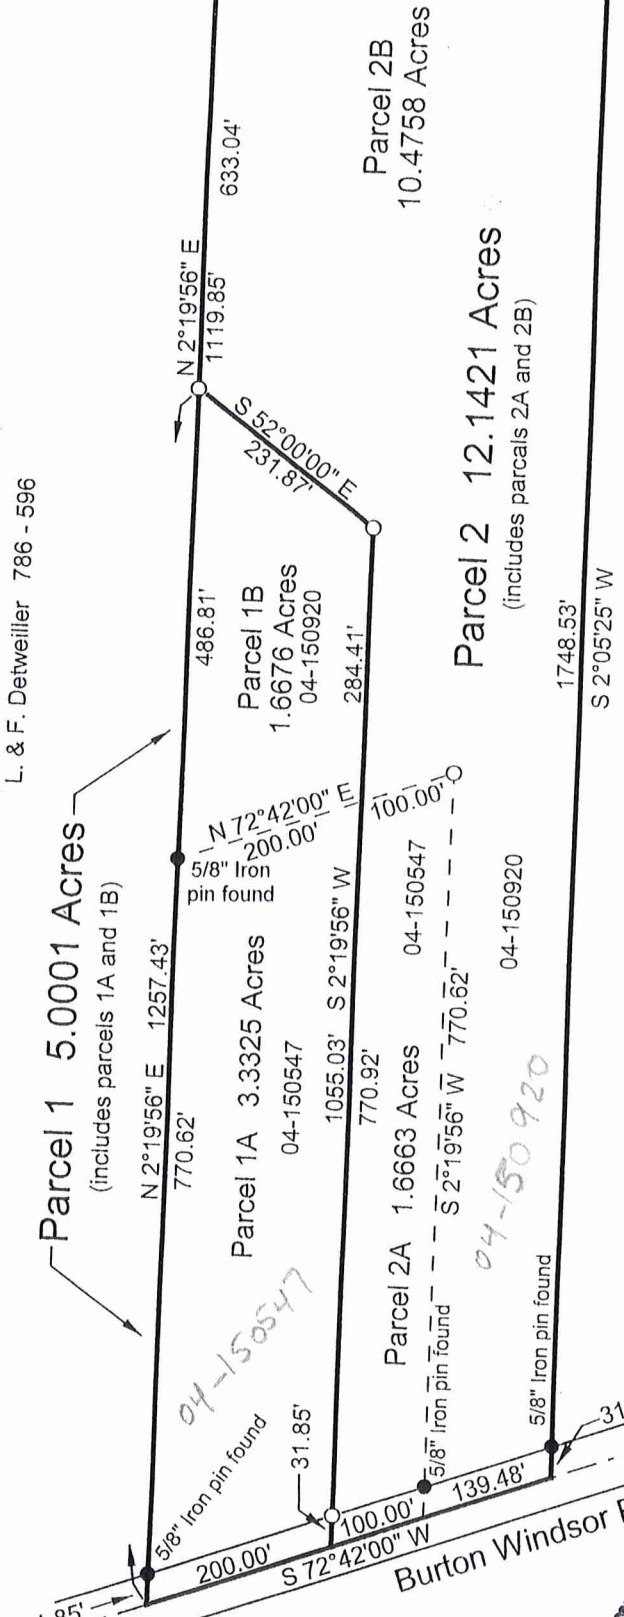 633.04'
Parcel 2B
10.4758 Acres
N 2°19'56" E
1119.85'
S 52°00'00" E
231.87'
Parcel 2 12.1421 Acres
(includes parcals 2A and 2B)
L. & F. Detweiller 786 - 596
486.81'
Parcel 1B
1.6676 Acres
04-150920
284.41'
1748.53'
S 2°05'25" W
N 72°42'00" E
200.00'
100.00'
5/8" Iron
pin found
Parcel 1 5.0001 Acres
(includes parcels 1A and 1B)
N 2°19'56" E 1257.43'
770.62'
Parcel 1A 3.3325 Acres
04-150547
1055.03' S 2°19'56" W
770.92'
04-150547
Parcel 2A 1.6663 Acres
S 2°19'56" W 770.62'
04-150920
04-150920
04-150547
5/8" Iron pin found
31.85'
5/8" Iron pin found
5/8" Iron pin found
200.00'
100.00'
139.48'
S 72°42'00" W
31
85'
Burton Windsor